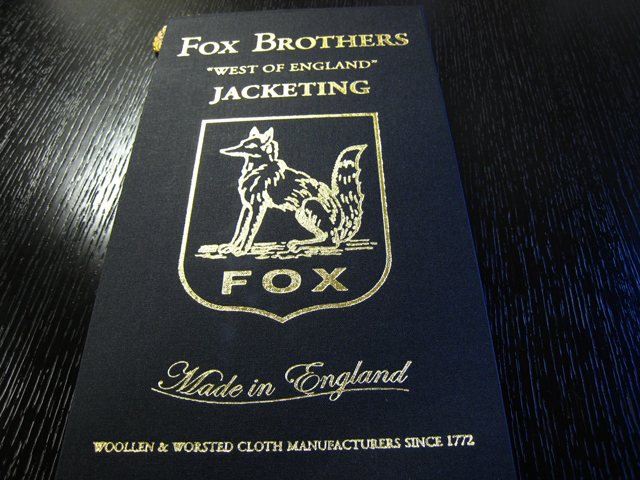 Fox Brothers
"WEST OF ENGLAND"
JACKETING
FOX
Made in England
WOOLLEN & WORSTED CLOTH MANUFACTURERS SINCE 1772